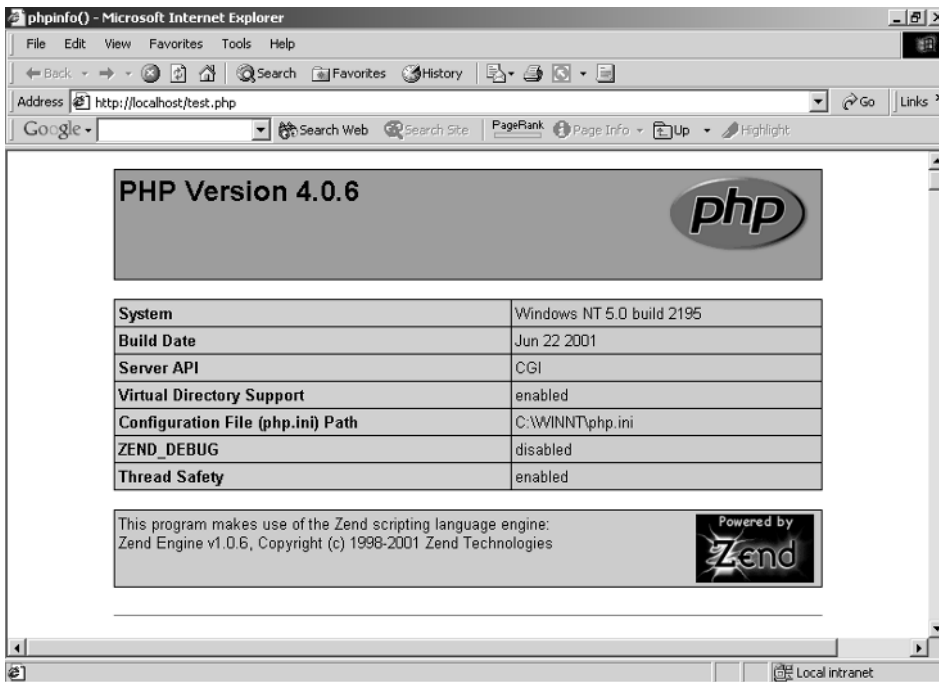 phpinfo() - Microsoft Internet Explorer
File Edit View Favorites Tools Help
Back Search Favorites History
Address http://localhost/test.php Go Links
Google Search Web Search Site PageRank Page Info Up Highlight
PHP Version 4.0.6
php
System Windows NT 5.0 build 2195
Build Date Jun 22 2001
Server API CGI
Virtual Directory Support enabled
Configuration File (php.ini) Path C:\WINNT\php.ini
ZEND_DEBUG disabled
Thread Safety enabled
This program makes use of the Zend scripting language engine:
Zend Engine v1.0.6, Copyright (c) 1998-2001 Zend Technologies
Powered by
Zend
Local intranet